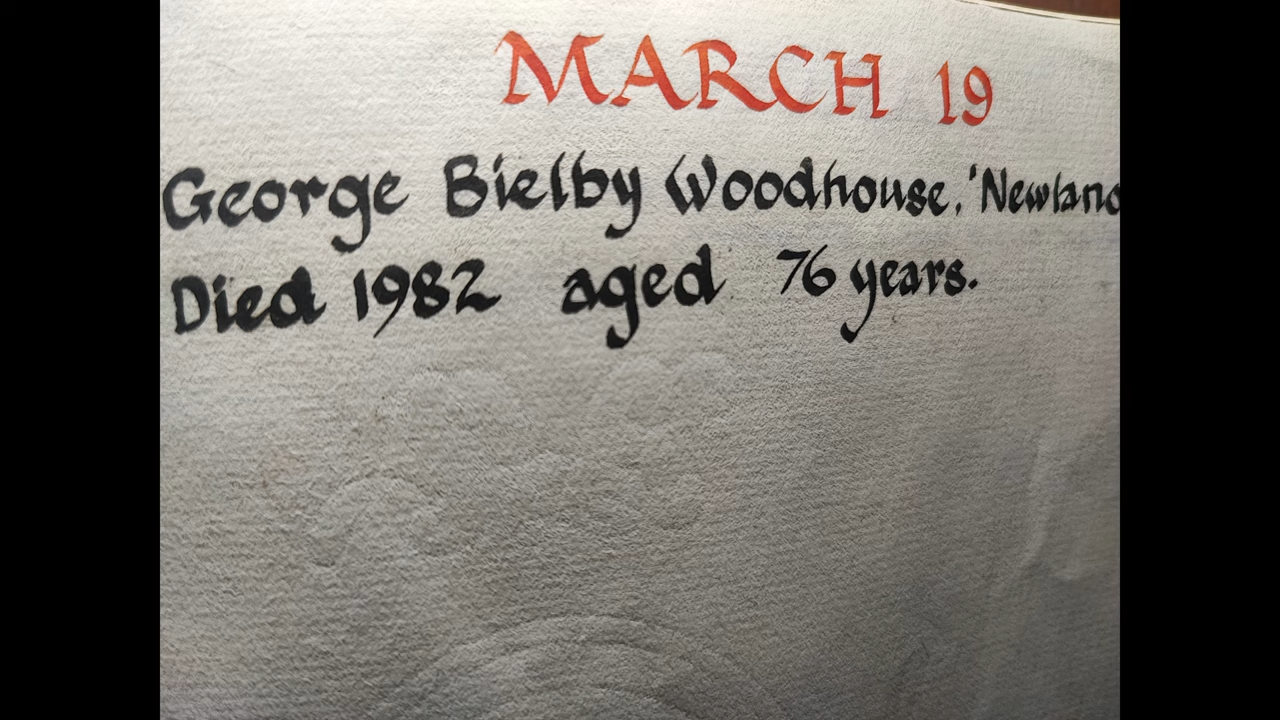 MARCH 19
George Bielby Woodhouse, 'Newland
Died 1982 aged 76 years.